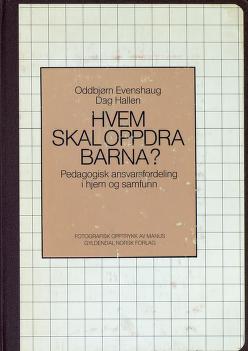 Oddbjørn Evenshaug
Dag Hallen
HVEM
SKAL OPPDRA
BARNA?
Pedagogisk ansvarsfordeling
i hjem og samfunn
FOTOGRAFISK OPPTRYKK AV MANUS
GYLDENDAL NORSK FORLAG